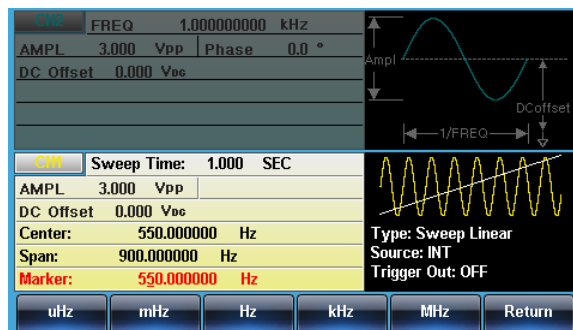 CH2 FREQ 1.000000000 kHz
AMPL 3.000 Vpp Phase 0.0 °
DC Offset 0.000 VDC
Ampl
DCoffset
1/FREQ
CH1 Sweep Time: 1.000 SEC
AMPL 3.000 Vpp
DC Offset 0.000 VDC
Center: 550.000000 Hz
Span: 900.000000 Hz
Marker: 550.000000 Hz
Type: Sweep Linear
Source: INT
Trigger Out: OFF
uHz mHz Hz kHz MHz Return